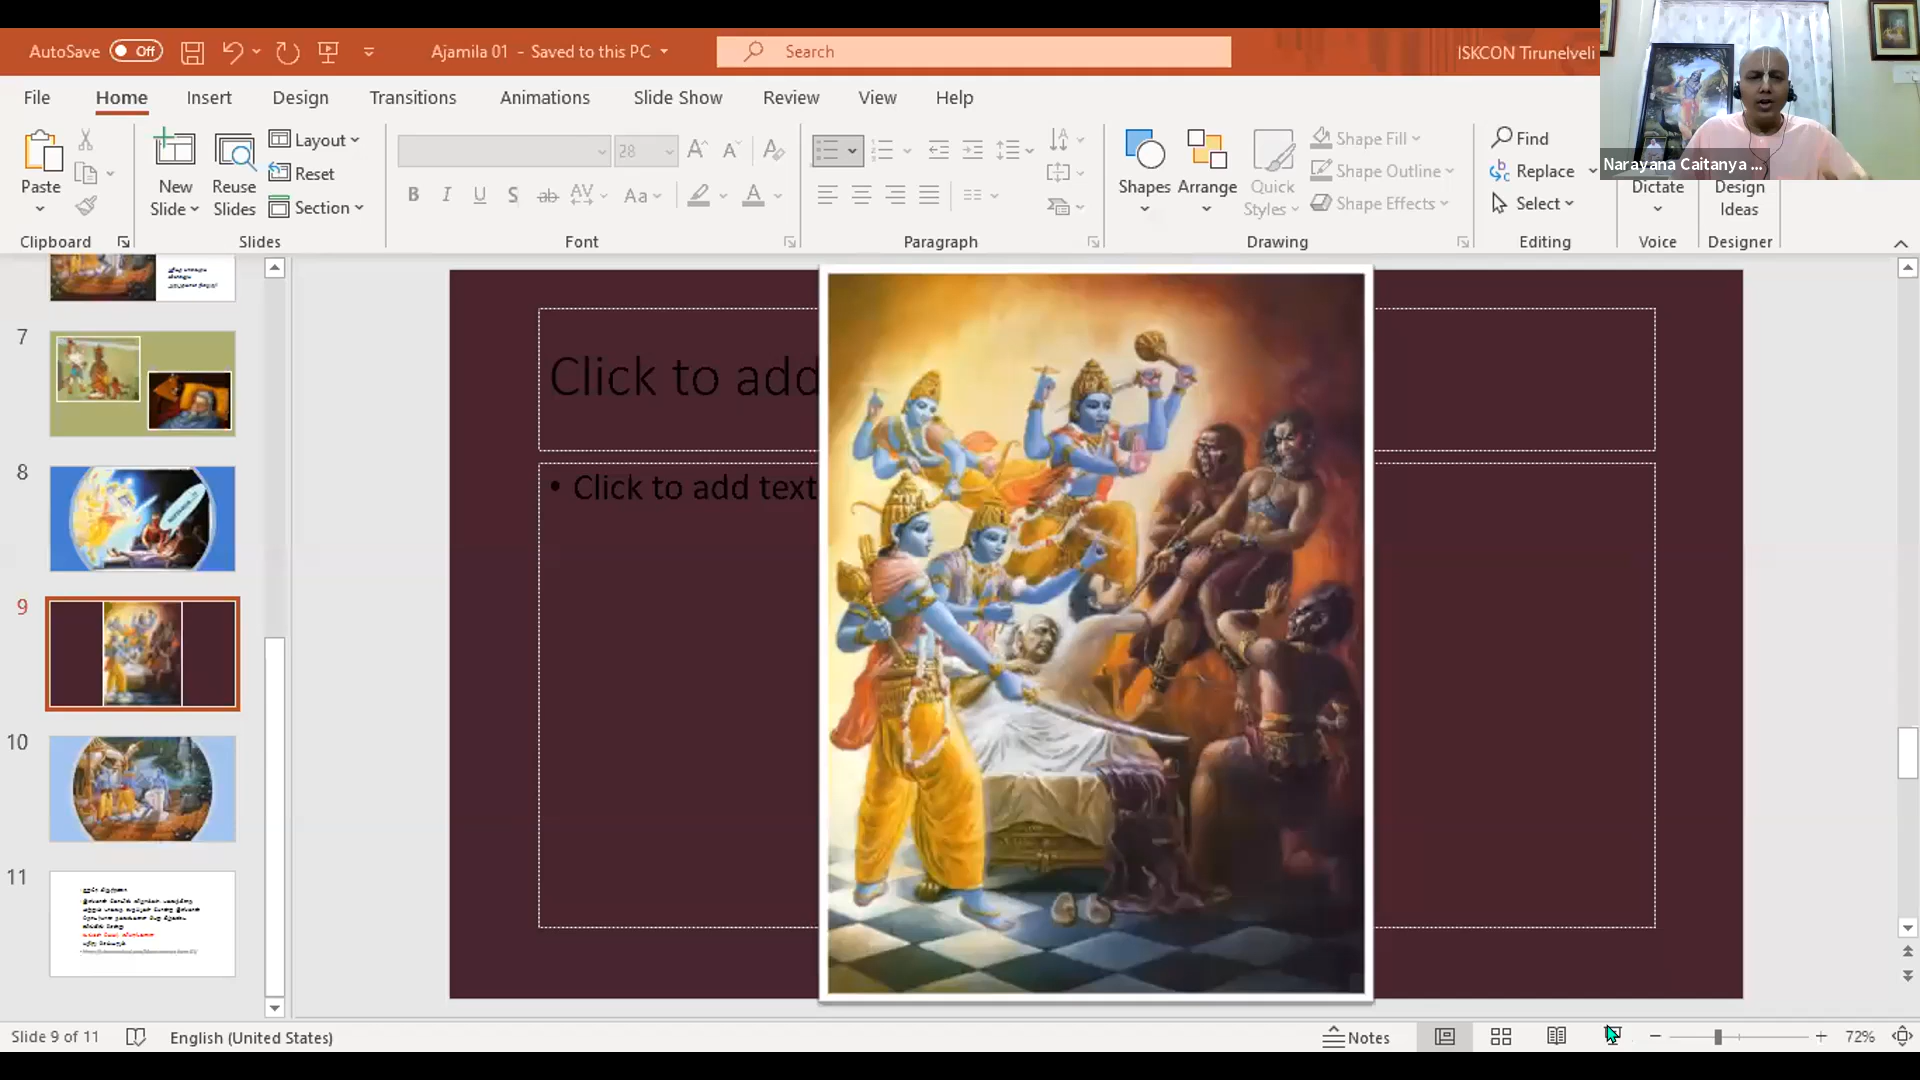 AutoSave Off
Ajamila 01 - Saved to this PC
Search
ISKCON Tirunelveli
File Home Insert Design Transitions Animations Slide Show Review View Help
Paste
Clipboard
New Slide
Reuse Slides
Layout
Reset
Section
Slides
28
Font
Paragraph
Shapes
Arrange
Quick Styles
Shape Fill
Shape Outline
Shape Effects
Drawing
Find
Replace
Select
Editing
Dictate
Voice
Design Ideas
Designer
Narayana Caitanya ...
7
8
9
10
11
Click to add
• Click to add text
Slide 9 of 11
English (United States)
Notes
72%